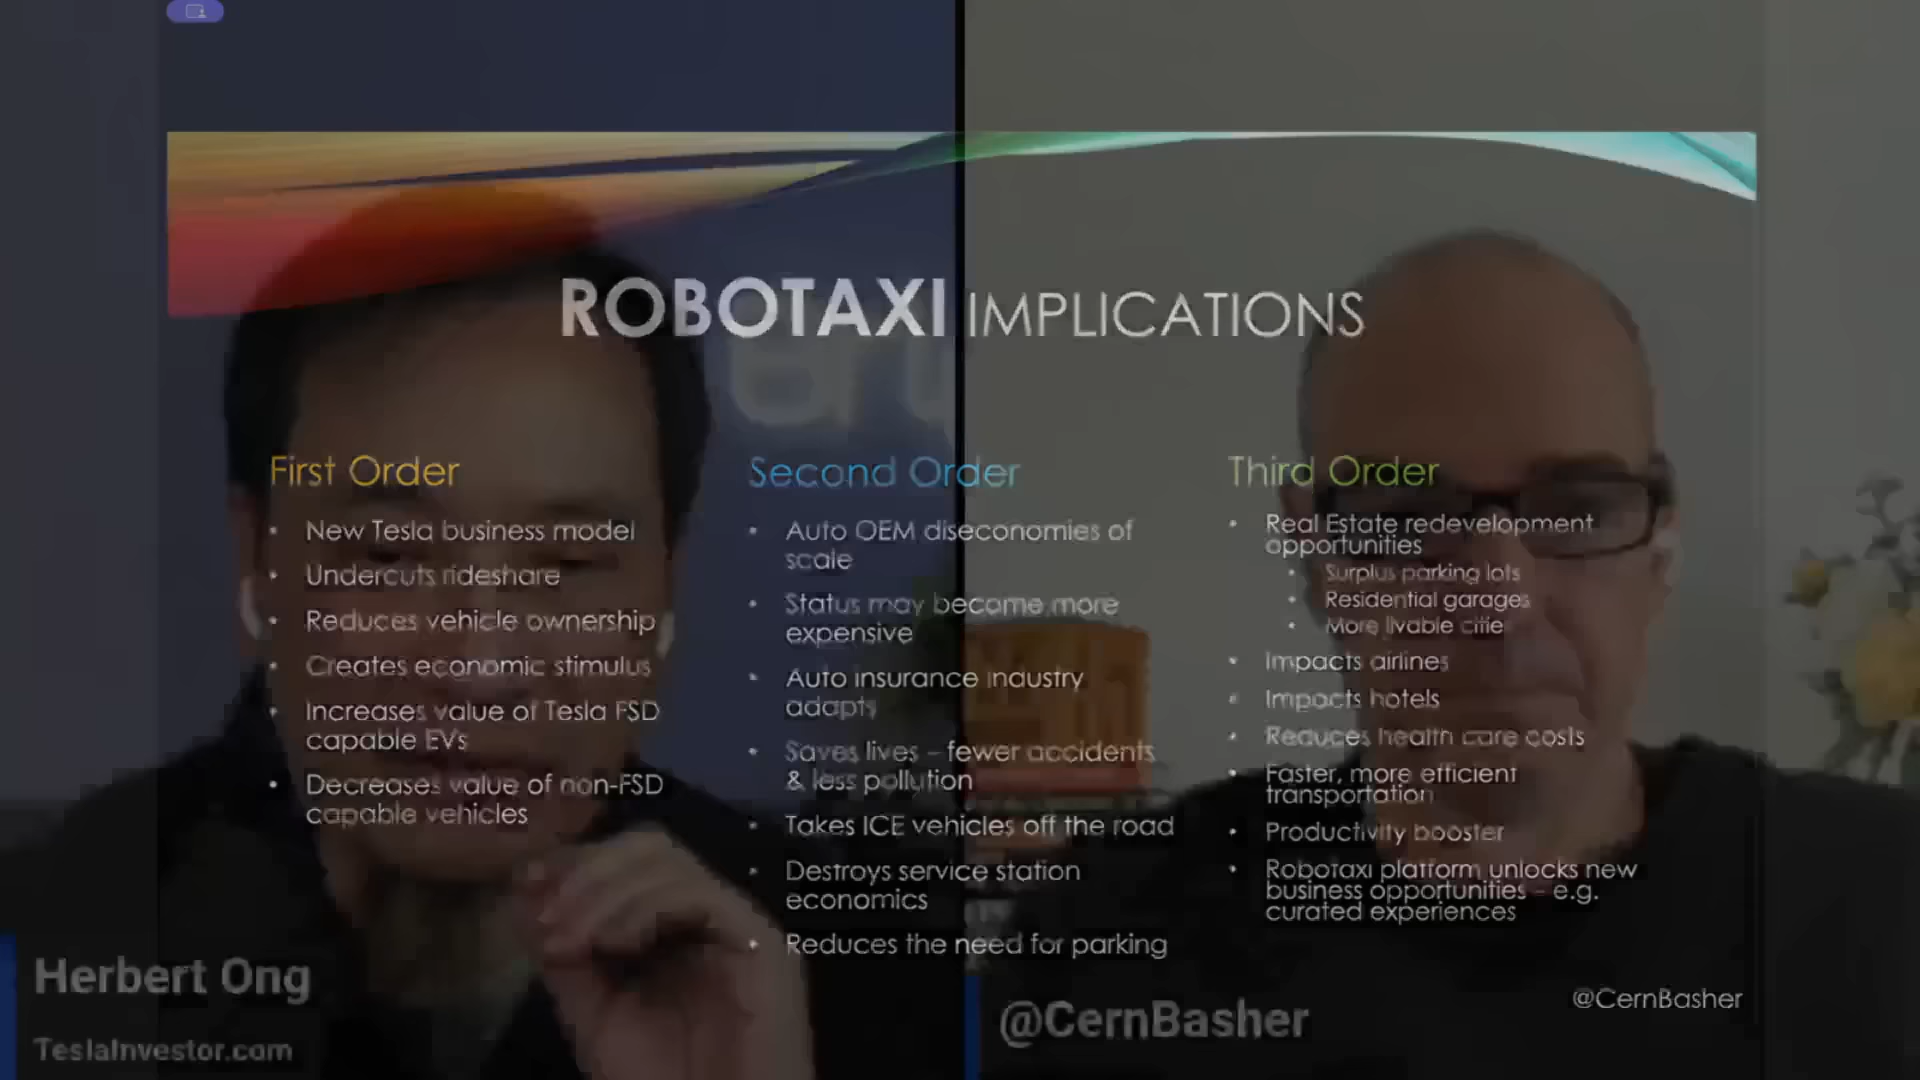 ROBOTAXI IMPLICATIONS
First Order
New Tesla business model
Undercuts rideshare
Reduces vehicle ownership
Creates economic stimulus
Increases value of Tesla FSD
capable EVs
Decreases value of non-FSD
capable vehicles
Second Order
Auto OEM diseconomies of
scale
Status may become more
expensive
Auto insurance industry
adapts
Saves lives – fewer accidents
& less pollution
Takes ICE vehicles off the road
Destroys service station
economics
Reduces the need for parking
Third Order
Real Estate redevelopment
opportunities
Surplus parking lots
Residential garages
More livable cities
Impacts airlines
Impacts hotels
Reduces health care costs
Faster, more efficient
transportation
Productivity booster
Robotaxi platform unlocks new
business opportunities – e.g.
curated experiences
@CernBasher
Herbert Ong
TeslaInvestor.com
@CernBasher